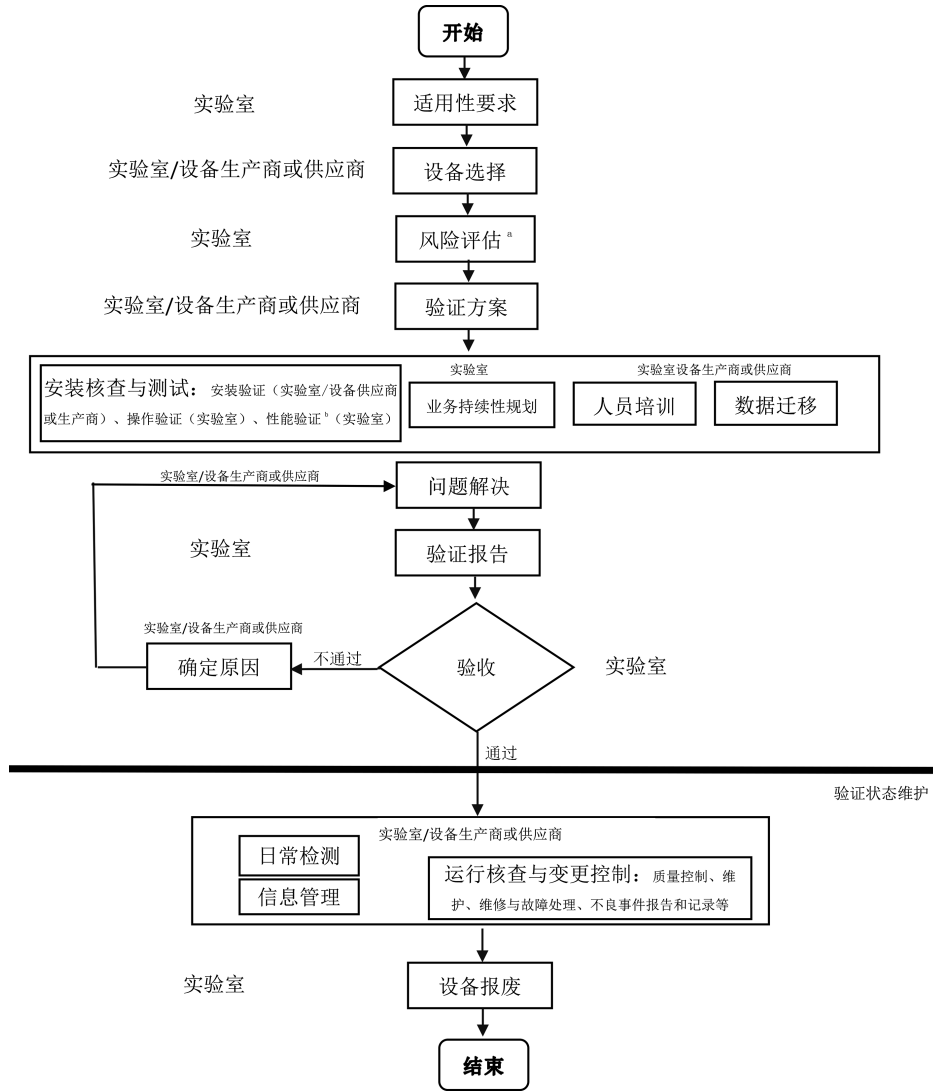 开始
实验室
适用性要求
实验室/设备生产商或供应商
设备选择
实验室
风险评估 a
实验室/设备生产商或供应商
验证方案
安装核查与测试：安装验证（实验室/设备供应商
或生产商）、操作验证（实验室）、性能验证 b（实验室）
实验室
业务持续性规划
实验室设备生产商或供应商
人员培训
数据迁移
实验室/设备生产商或供应商
问题解决
实验室
验证报告
实验室/设备生产商或供应商
确定原因
不通过
验收
实验室
通过
验证状态维护
实验室/设备生产商或供应商
日常检测
信息管理
运行核查与变更控制：质量控制、维
护、维修与故障处理、不良事件报告和记录等
实验室
设备报废
结束